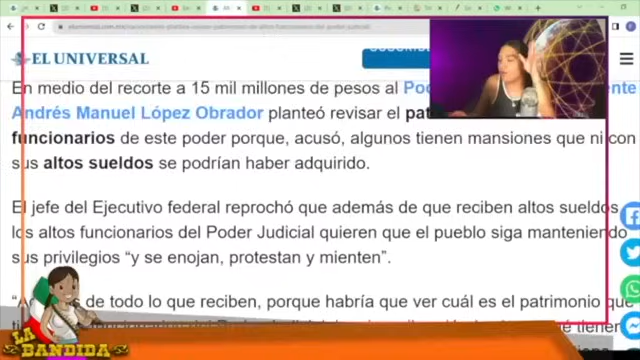 EL UNIVERSAL
En medio del recorte a 15 mil millones de pesos al
Andrés Manuel López Obrador planteó revisar el
funcionarios de este poder porque, acusó, algunos tienen mansiones que ni con
sus altos sueldos se podrían haber adquirido.
El jefe del Ejecutivo federal reprochó que además de que reciben altos sueldos
los altos funcionarios del Poder Judicial quieren que el pueblo siga manteniendo
sus privilegios “y se enojan, protestan y mienten”.
de todo lo que reciben, porque habría que ver cuál es el patrimonio que
LA
BANDIDA